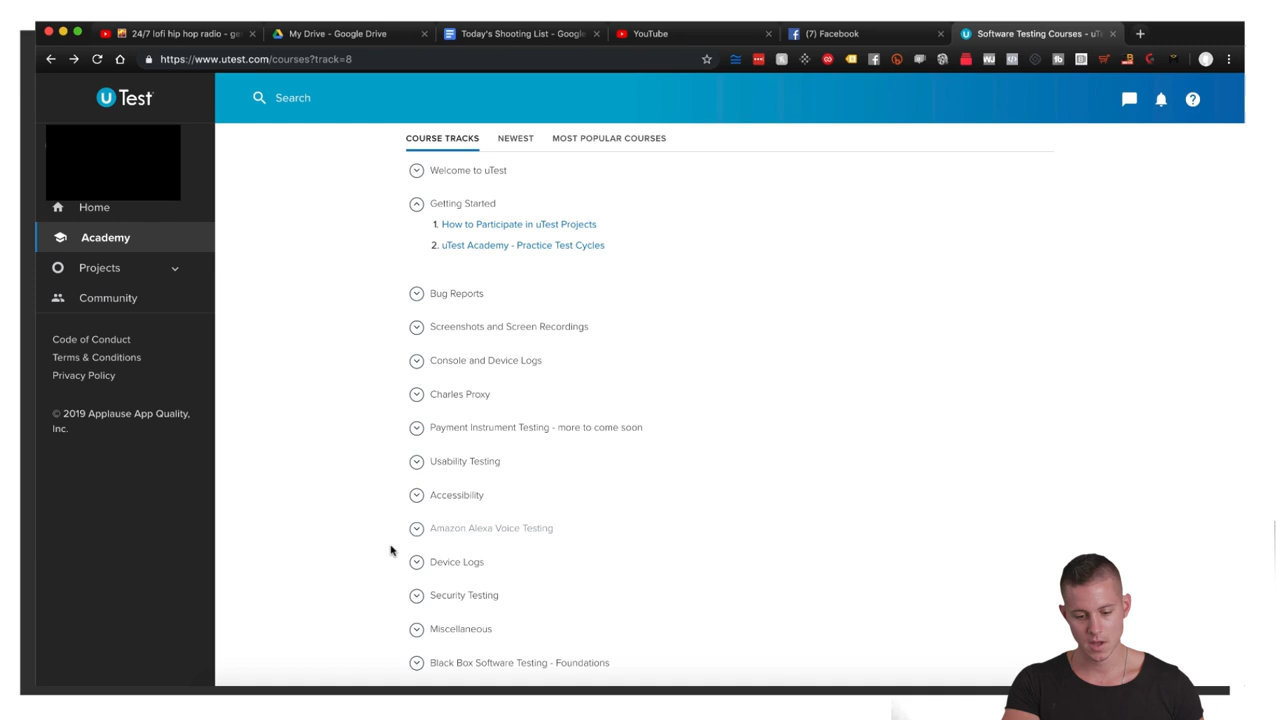 24/7 lofi hip hop radio - ge
My Drive - Google Drive
Today's Shooting List - Google
YouTube
(7) Facebook
Software Testing Courses - uT
https://www.utest.com/courses?track=8
uTest
Search
COURSE TRACKS NEWEST MOST POPULAR COURSES
Welcome to uTest
Getting Started
1. How to Participate in uTest Projects
2. uTest Academy - Practice Test Cycles
Bug Reports
Screenshots and Screen Recordings
Console and Device Logs
Charles Proxy
Payment Instrument Testing - more to come soon
Usability Testing
Accessibility
Amazon Alexa Voice Testing
Device Logs
Security Testing
Miscellaneous
Black Box Software Testing - Foundations
Home
Academy
Projects
Community
Code of Conduct
Terms & Conditions
Privacy Policy
© 2019 Applause App Quality,
Inc.